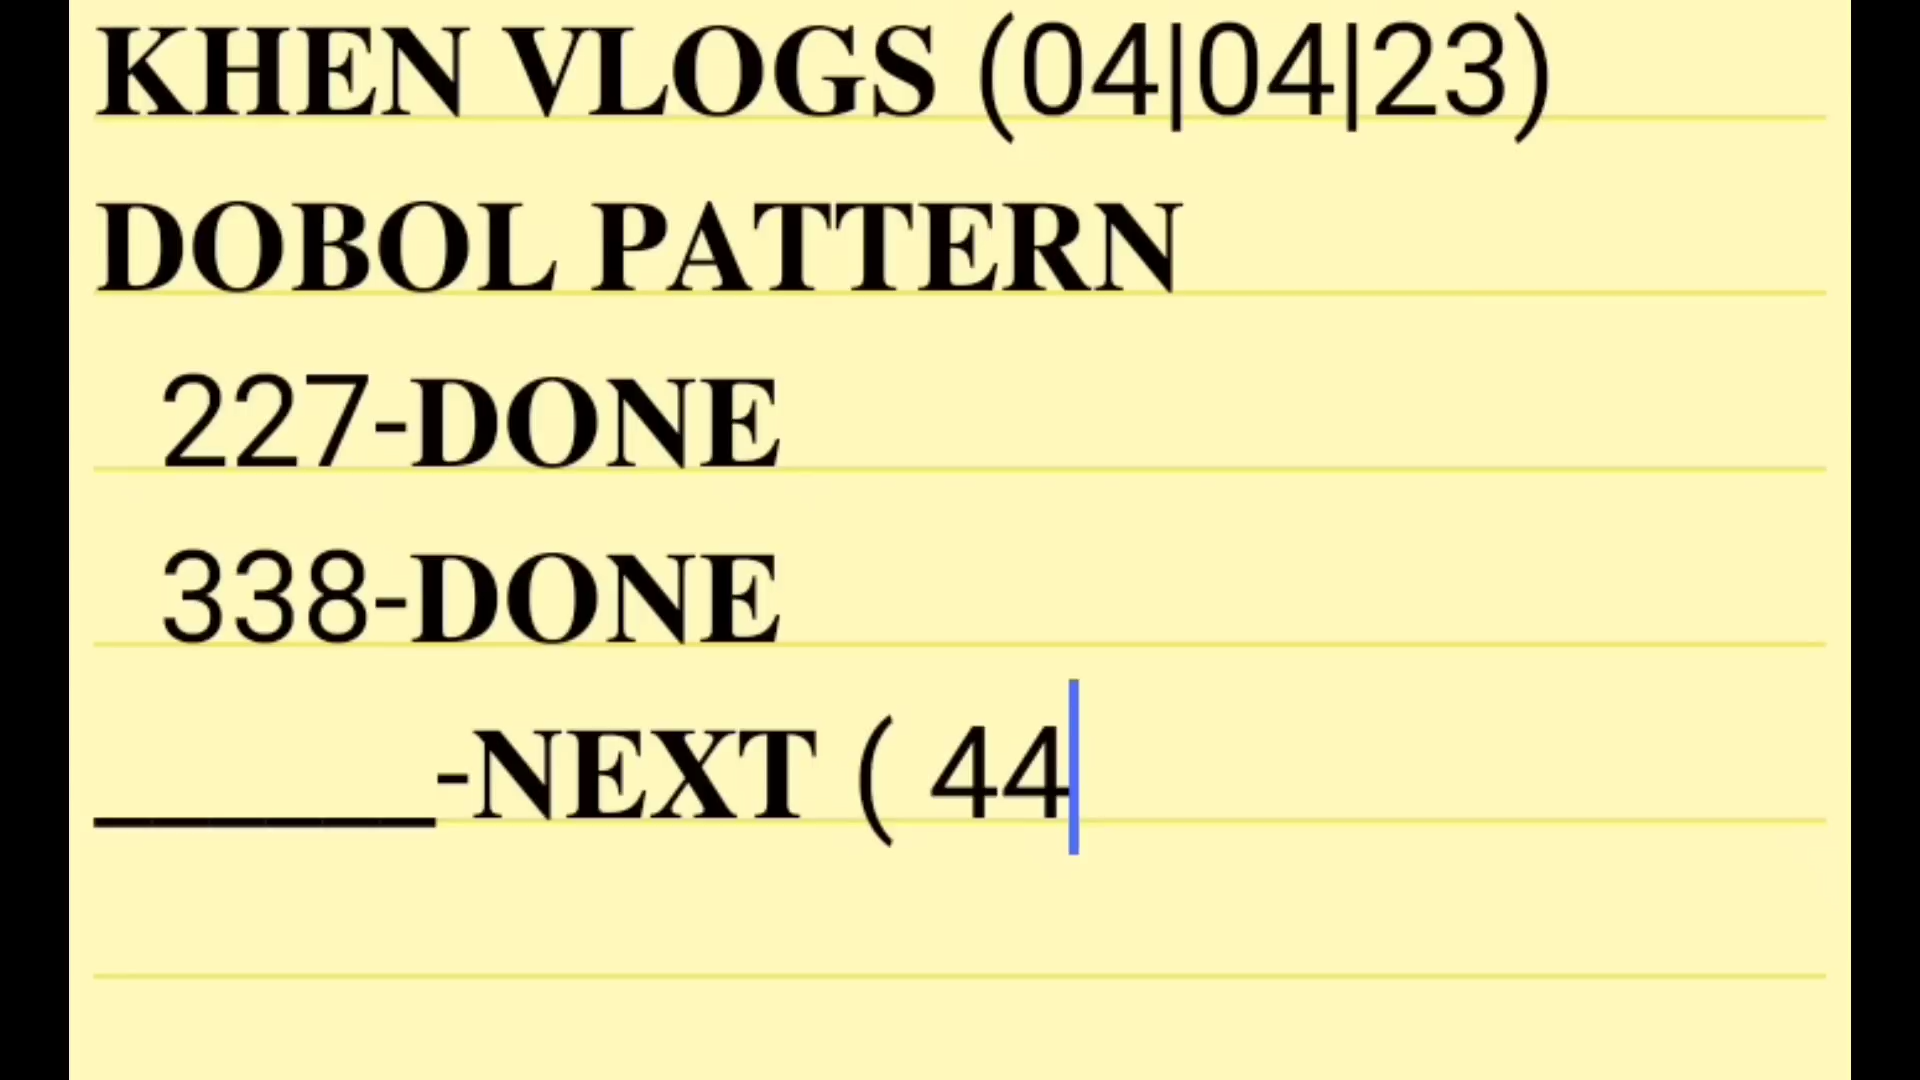 KHEN VLOGS (04|04|23)
DOBOL PATTERN
227-DONE
338-DONE
______-NEXT ( 44